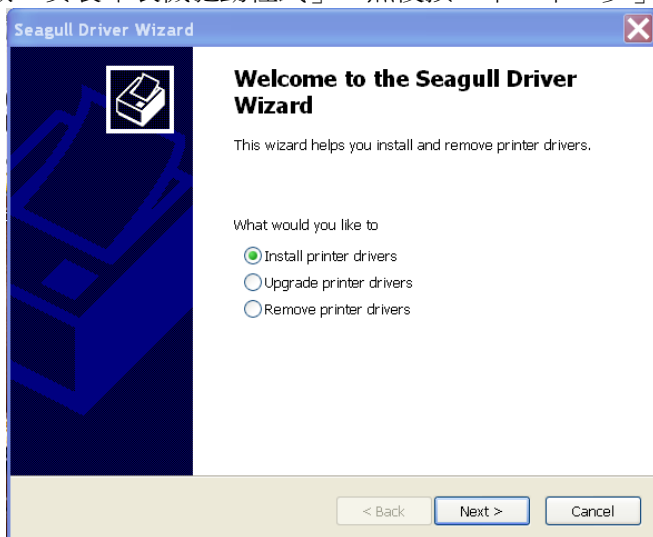 Seagull Driver Wizard
Welcome to the Seagull Driver
Wizard
This wizard helps you install and remove printer drivers.
What would you like to
Install printer drivers
Upgrade printer drivers
Remove printer drivers
< Back
Next >
Cancel